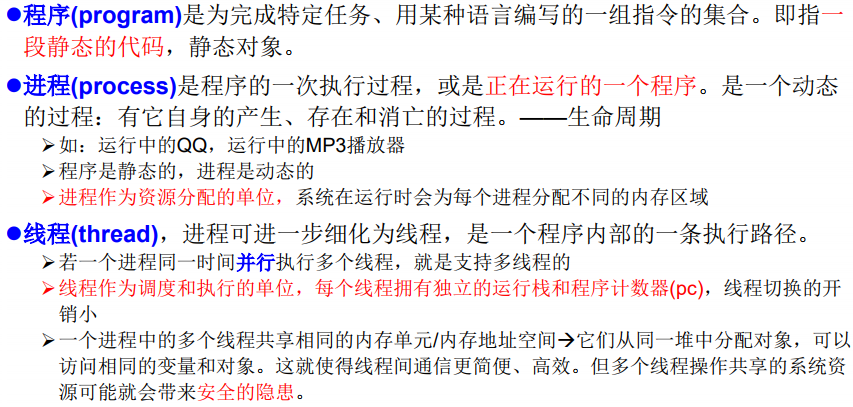 ●程序(program)是为完成特定任务、用某种语言编写的一组指令的集合。即指一
段静态的代码，静态对象。
●进程(process)是程序的一次执行过程，或是正在运行的一个程序。是一个动态
的过程：有它自身的产生、存在和消亡的过程。——生命周期
➢如：运行中的QQ，运行中的MP3播放器
➢程序是静态的，进程是动态的
➢进程作为资源分配的单位，系统在运行时会为每个进程分配不同的内存区域
●线程(thread)，进程可进一步细化为线程，是一个程序内部的一条执行路径。
➢若一个进程同一时间并行执行多个线程，就是支持多线程的
➢线程作为调度和执行的单位，每个线程拥有独立的运行栈和程序计数器(pc)，线程切换的开
销小
➢一个进程中的多个线程共享相同的内存单元/内存地址空间→它们从同一堆中分配对象，可以
访问相同的变量和对象。这就使得线程间通信更简便、高效。但多个线程操作共享的系统资
源可能就会带来安全的隐患。